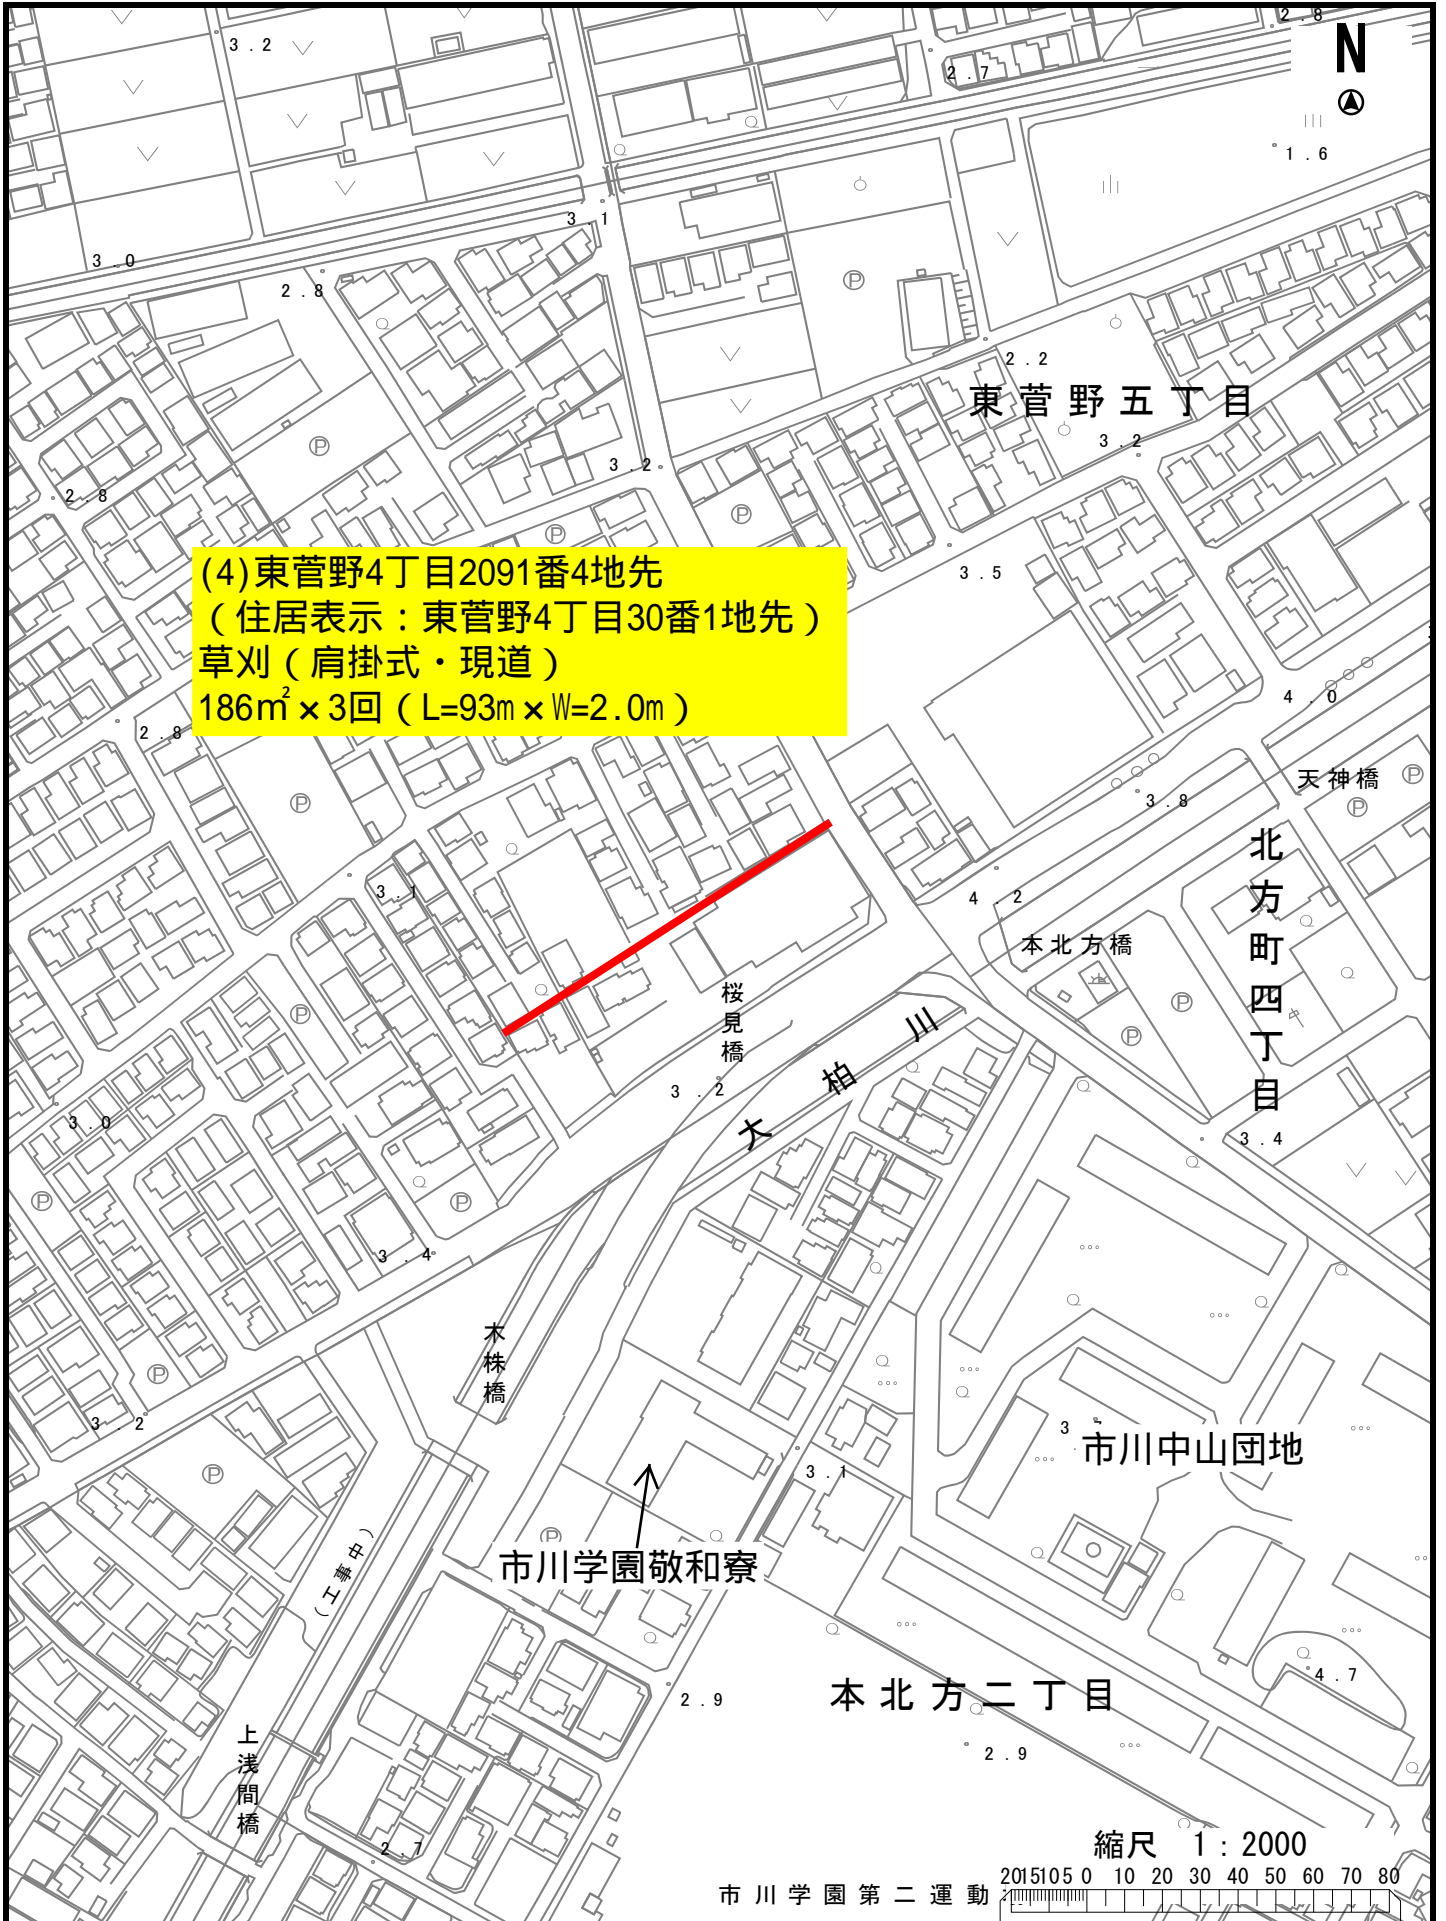 2.8
3.2
N
2.7
1.6
3.1
3.0
2.8
2.2
東菅野五丁目
3.2
3.2
2.8
(4)東菅野4丁目2091番4地先
（住居表示：東菅野4丁目30番1地先）
草刈（肩掛式・現道）
186㎡×3回（L=93m×W=2.0m）
3.5
4.0
2.8
天神橋
3.8
北方町四丁目
3.1
4.2
本北方橋
桜見橋
大柏川
3.2
3.0
3.4
3.4
木株橋
3.2
市川中山団地
3.1
（中専工）
市川学園敬和寮
4.7
本北方二丁目
2.9
2.9
上浅間橋
2.7
縮尺　1：2000
20 15 10 5 0 10 20 30 40 50 60 70 80
市川学園第二運動